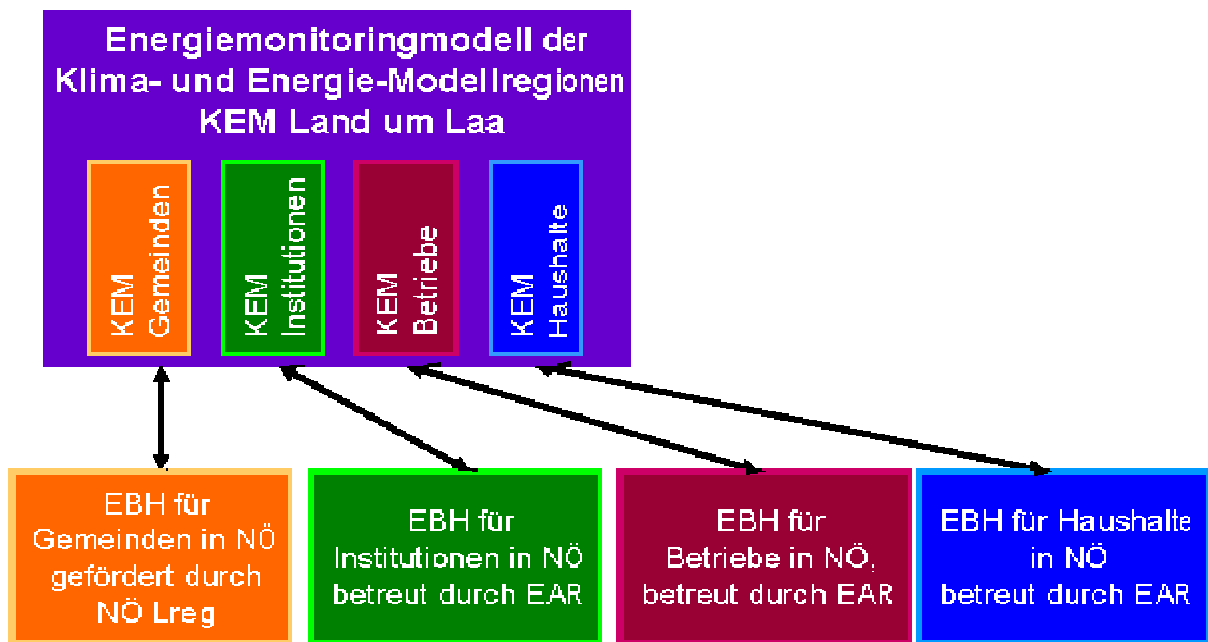 Energiemonitoringmodell der
Klima- und Energie-Modellregionen
KEM Land um Laa
KEM
Gemeinden
KEM
Institutionen
KEM
Betriebe
KEM
Haushalte
EBH für
Gemeinden in NÖ
gefördert durch
NÖ Lreg
EBH für
Institutionen in NÖ
betreut durch EAR
EBH für
Betriebe in NÖ,
betreut durch EAR
EBH für Haushalte
in NÖ
betreut durch EAR